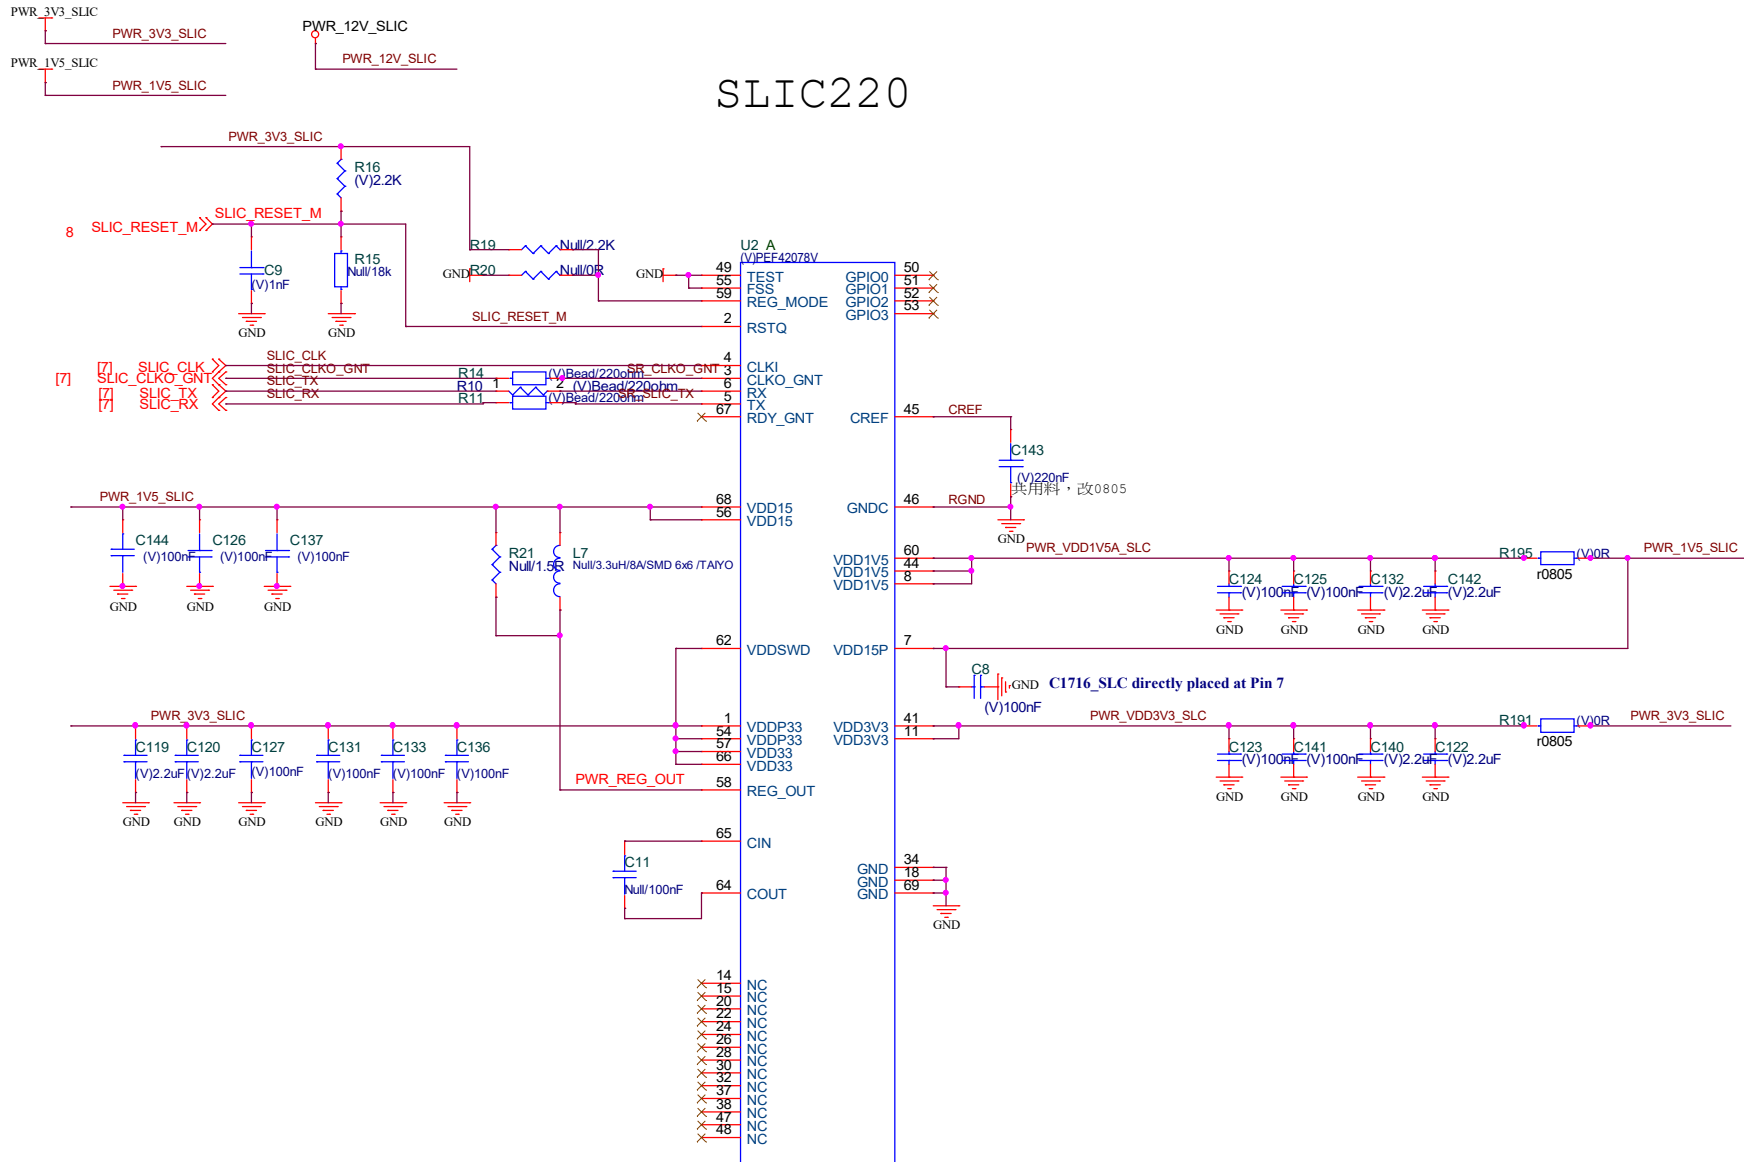 PWR_3V3_SLIC
PWR_3V3_SLIC
PWR_1V5_SLIC
PWR_1V5_SLIC
PWR_12V_SLIC
PWR_12V_SLIC
SLIC220
PWR_3V3_SLIC
R16
(V)2.2K
8 SLIC_RESET_M
SLIC_RESET_M
C9
(V)1nF
GND
R15
Null/18k
GND
R19 Null/2.2K
GND R20 Null/0R
GND
SLIC_RESET_M
[7] SLIC_CLK
SLIC_CLK
[7] SLIC_CLKO_GNT
SLIC_CLKO_GNT
[7] SLIC_TX
SLIC_TX
[7] SLIC_RX
SLIC_RX
R14 (V)Bead/220ohm
SR_CLKO_GNT
R10 1 2 (V)Bead/220ohm
R11 (V)Bead/220ohm
SR_SLIC_TX
U2 A
(V)PEF42078V
49 TEST
55 FSS
59 REG_MODE
2 RSTQ
4 CLKI
3 CLKO_GNT
6 RX
5 TX
67 RDY_GNT
GPIO0 50
GPIO1 51
GPIO2 52
GPIO3 53
CREF 45 CREF
C143
(V)220nF
共用料，改0805
GNDC 46 RGND
GND
PWR_1V5_SLIC
C144
(V)100nF
GND
C126
(V)100nF
GND
C137
(V)100nF
GND
R21
Null/1.5R
L7
Null/3.3uH/8A/SMD 6x6 /TAIYO
68 VDD15
56 VDD15
VDD1V5 60
VDD1V5 44
VDD1V5 8
PWR_VDD1V5A_SLC
R195 (V)0R
r0805
PWR_1V5_SLIC
C124
(V)100nF
GND
C125
(V)100nF
GND
C132
(V)2.2uF
GND
C142
(V)2.2uF
GND
62 VDDSWD
VDD15P 7
C8
GND
(V)100nF
C1716_SLC directly placed at Pin 7
PWR_3V3_SLIC
C119
(V)2.2uF
GND
C120
(V)2.2uF
GND
C127
(V)100nF
GND
C131
(V)100nF
GND
C133
(V)100nF
GND
C136
(V)100nF
GND
1 VDDP33
54 VDDP33
57 VDD33
66 VDD33
PWR_REG_OUT
58 REG_OUT
VDD3V3 41
VDD3V3 11
PWR_VDD3V3_SLC
R191 (V)0R
r0805
PWR_3V3_SLIC
C123
(V)100nF
GND
C141
(V)100nF
GND
C140
(V)2.2uF
GND
C122
(V)2.2uF
GND
65 CIN
C11
Null/100nF
64 COUT
GND 34
GND 18
GND 69
GND
14 NC
15 NC
20 NC
22 NC
24 NC
26 NC
28 NC
30 NC
32 NC
37 NC
38 NC
47 NC
48 NC